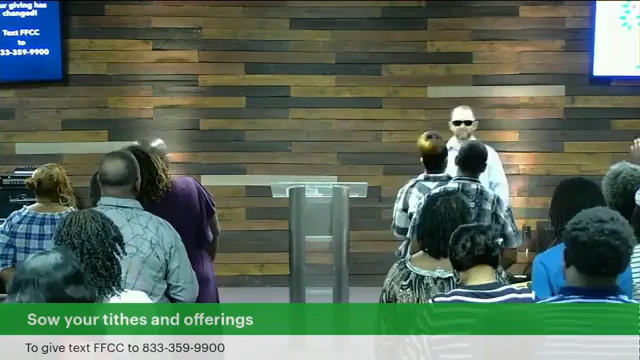 ur giving has
changed!
Text FFCC
to
33-359-9900
Sow your tithes and offerings
To give text FFCC to 833-359-9900